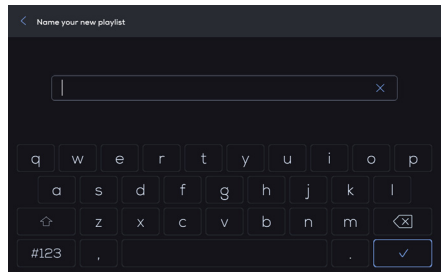 Name your new playlist
q w e r t y u i o p
a s d f g h j k l
z x c v b n m
#123 , .